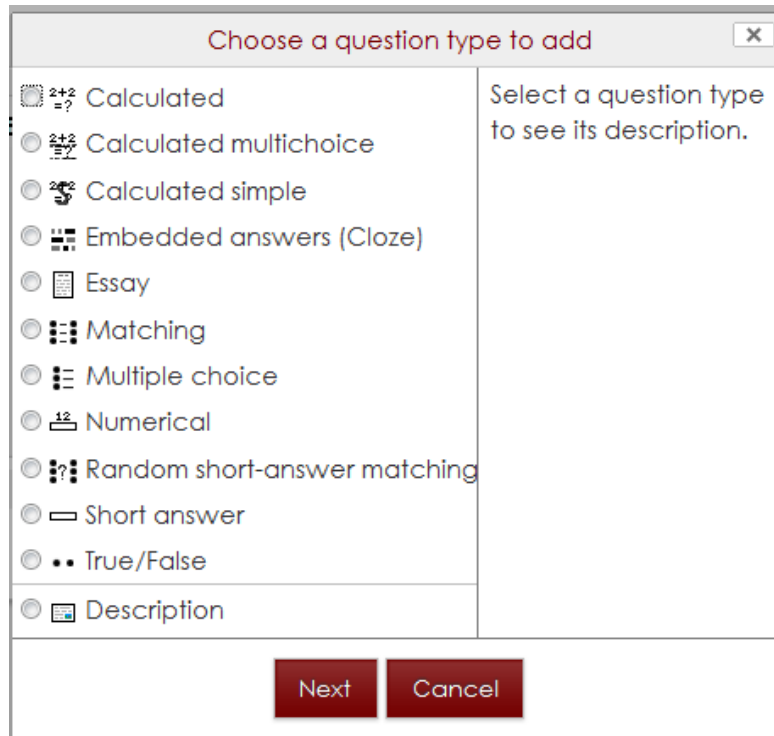 Choose a question type to add
Calculated
Calculated multichoice
Calculated simple
Embedded answers (Cloze)
Essay
Matching
Multiple choice
Numerical
Random short-answer matching
Short answer
True/False
Description
Select a question type
to see its description.
Next
Cancel